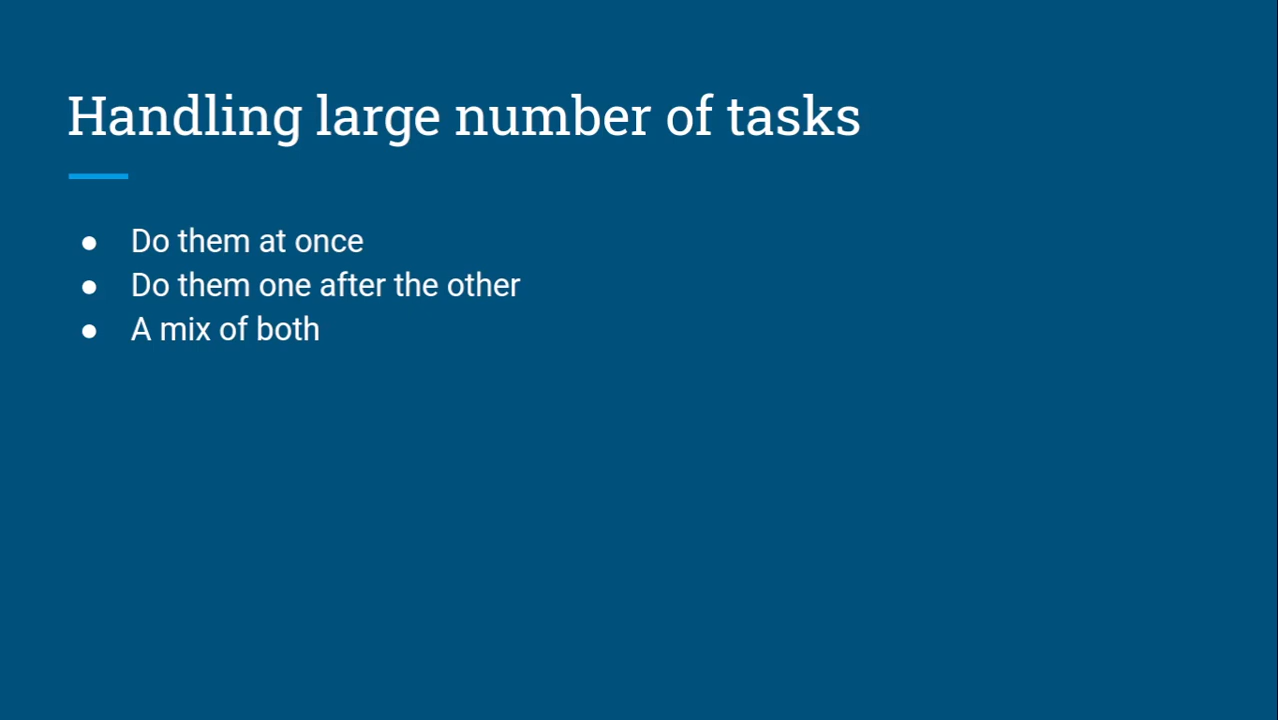 Handling large number of tasks
● Do them at once
● Do them one after the other
● A mix of both